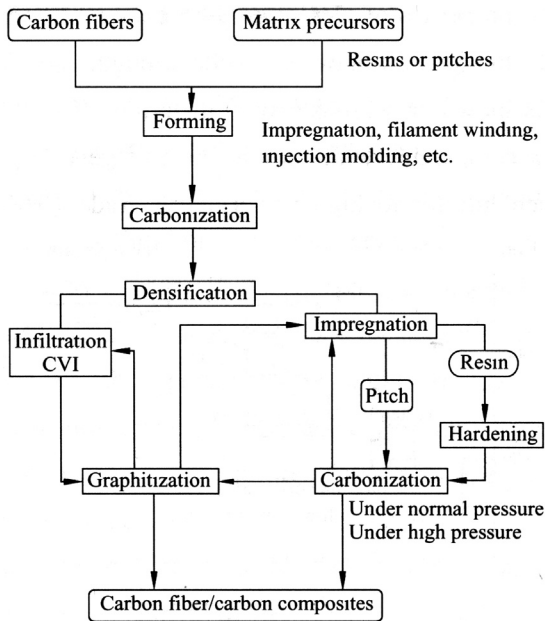 Carbon fibers
Matrix precursors
Resins or pitches
Forming
Impregnation, filament winding,
injection molding, etc.
Carbonization
Densification
Impregnation
Infiltration
CVI
Resin
Pitch
Hardening
Graphitization
Carbonization
Under normal pressure
Under high pressure
Carbon fiber/carbon composites